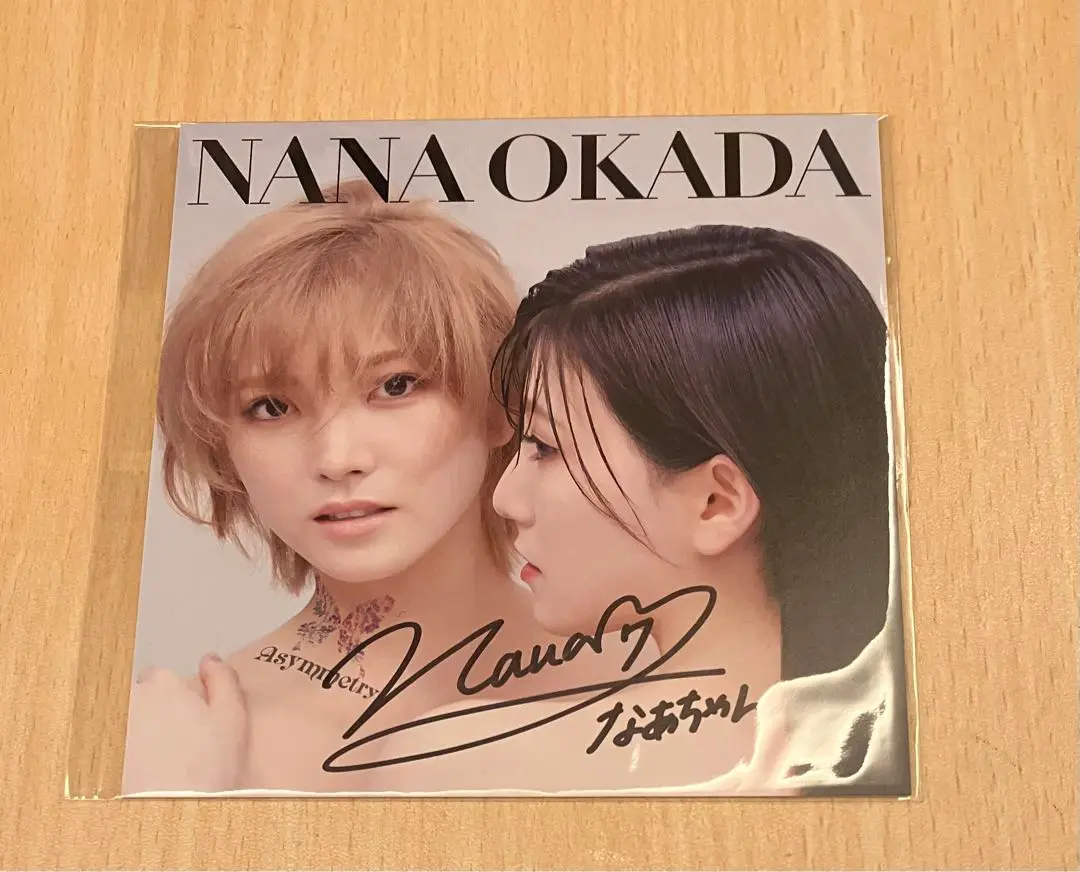 NANA OKADA
Asymmetry
Nana
なあちゃん